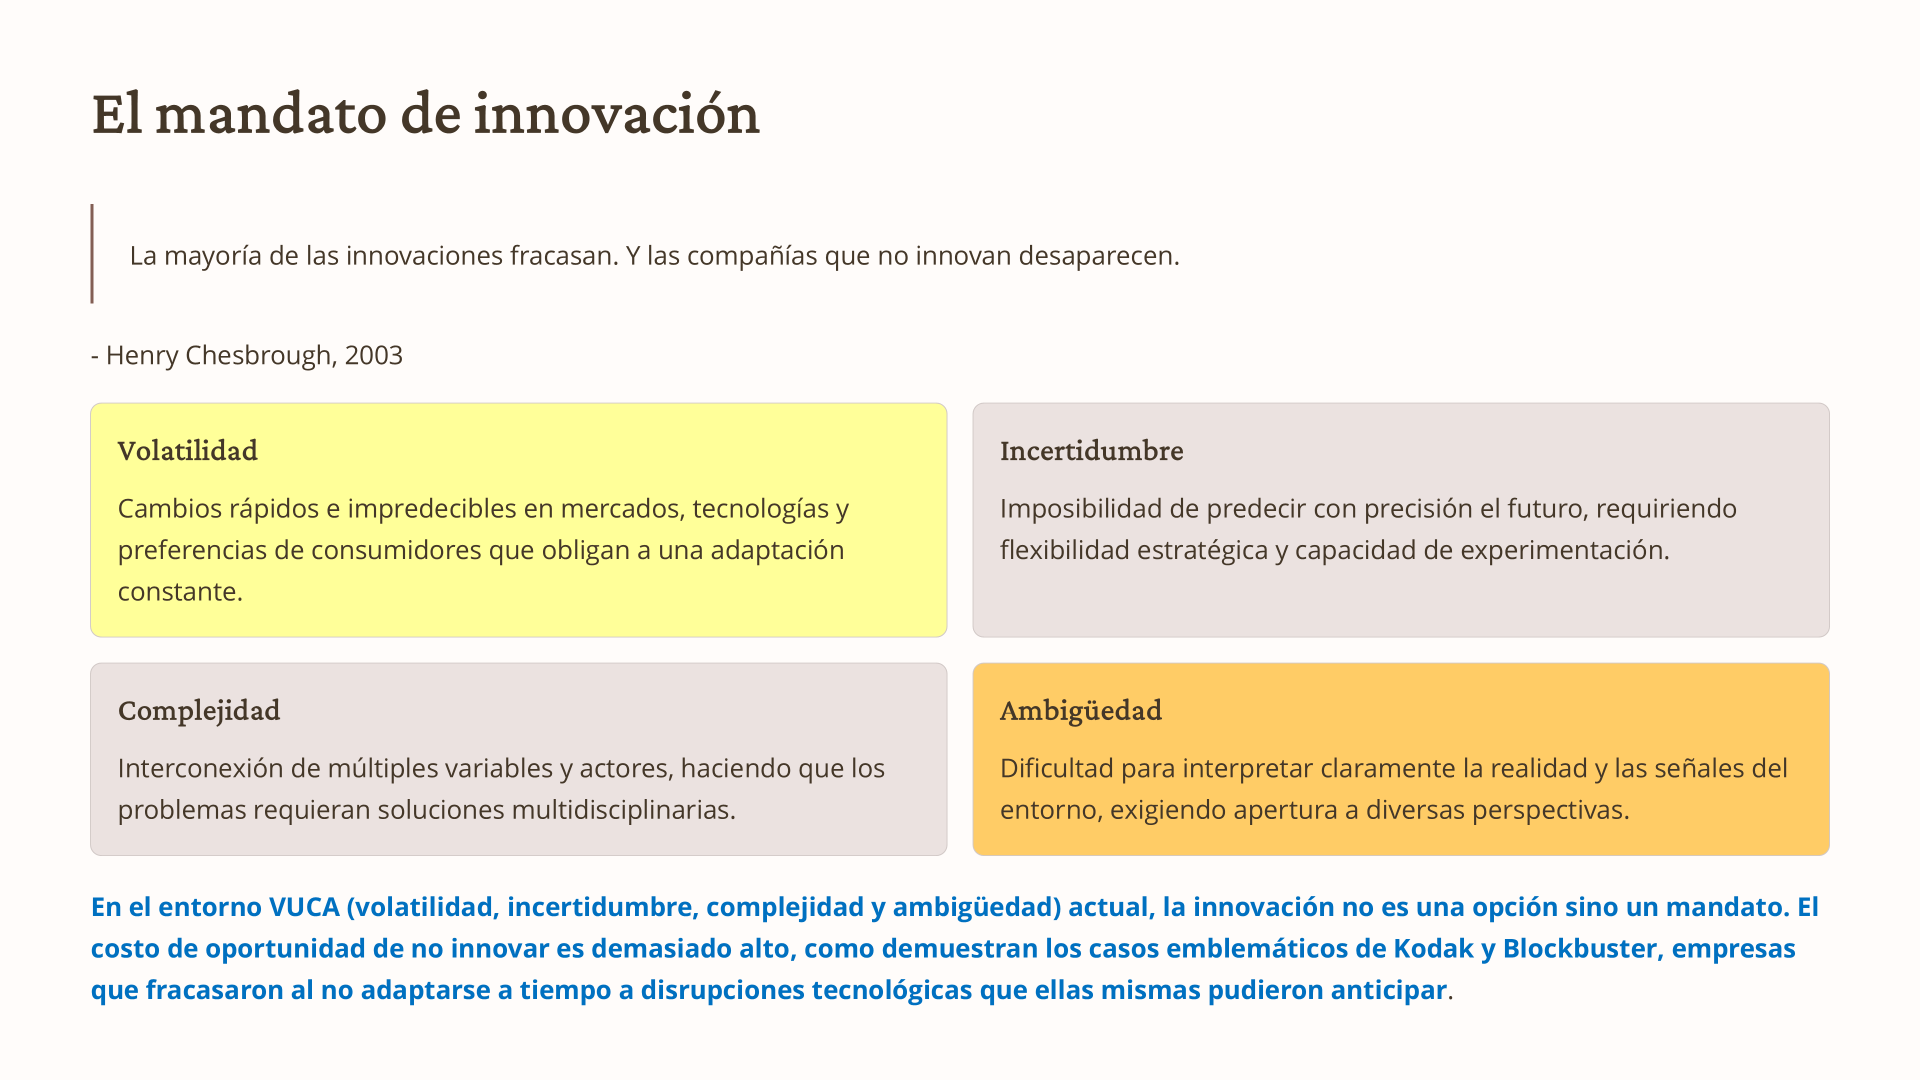 El mandato de innovación
La mayoría de las innovaciones fracasan. Y las compañías que no innovan desaparecen.
- Henry Chesbrough, 2003
Volatilidad
Cambios rápidos e impredecibles en mercados, tecnologías y
preferencias de consumidores que obligan a una adaptación
constante.
Incertidumbre
Imposibilidad de predecir con precisión el futuro, requiriendo
flexibilidad estratégica y capacidad de experimentación.
Complejidad
Interconexión de múltiples variables y actores, haciendo que los
problemas requieran soluciones multidisciplinarias.
Ambigüedad
Dificultad para interpretar claramente la realidad y las señales del
entorno, exigiendo apertura a diversas perspectivas.
En el entorno VUCA (volatilidad, incertidumbre, complejidad y ambigüedad) actual, la innovación no es una opción sino un mandato. El
costo de oportunidad de no innovar es demasiado alto, como demuestran los casos emblemáticos de Kodak y Blockbuster, empresas
que fracasaron al no adaptarse a tiempo a disrupciones tecnológicas que ellas mismas pudieron anticipar.